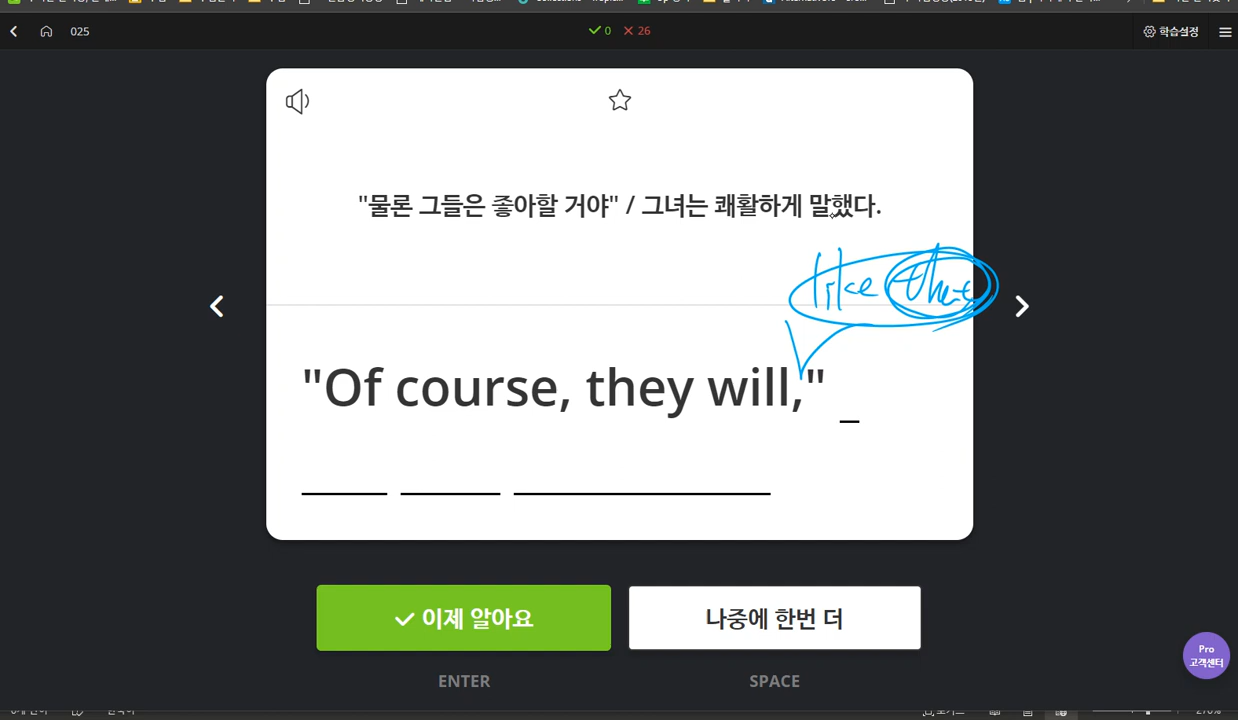 025
0
26
학습설정
"물론 그들은 좋아할 거야" / 그녀는 쾌활하게 말했다.
like that
"Of course, they will,"
이제 알아요
나중에 한번 더
ENTER
SPACE
Pro
고객센터